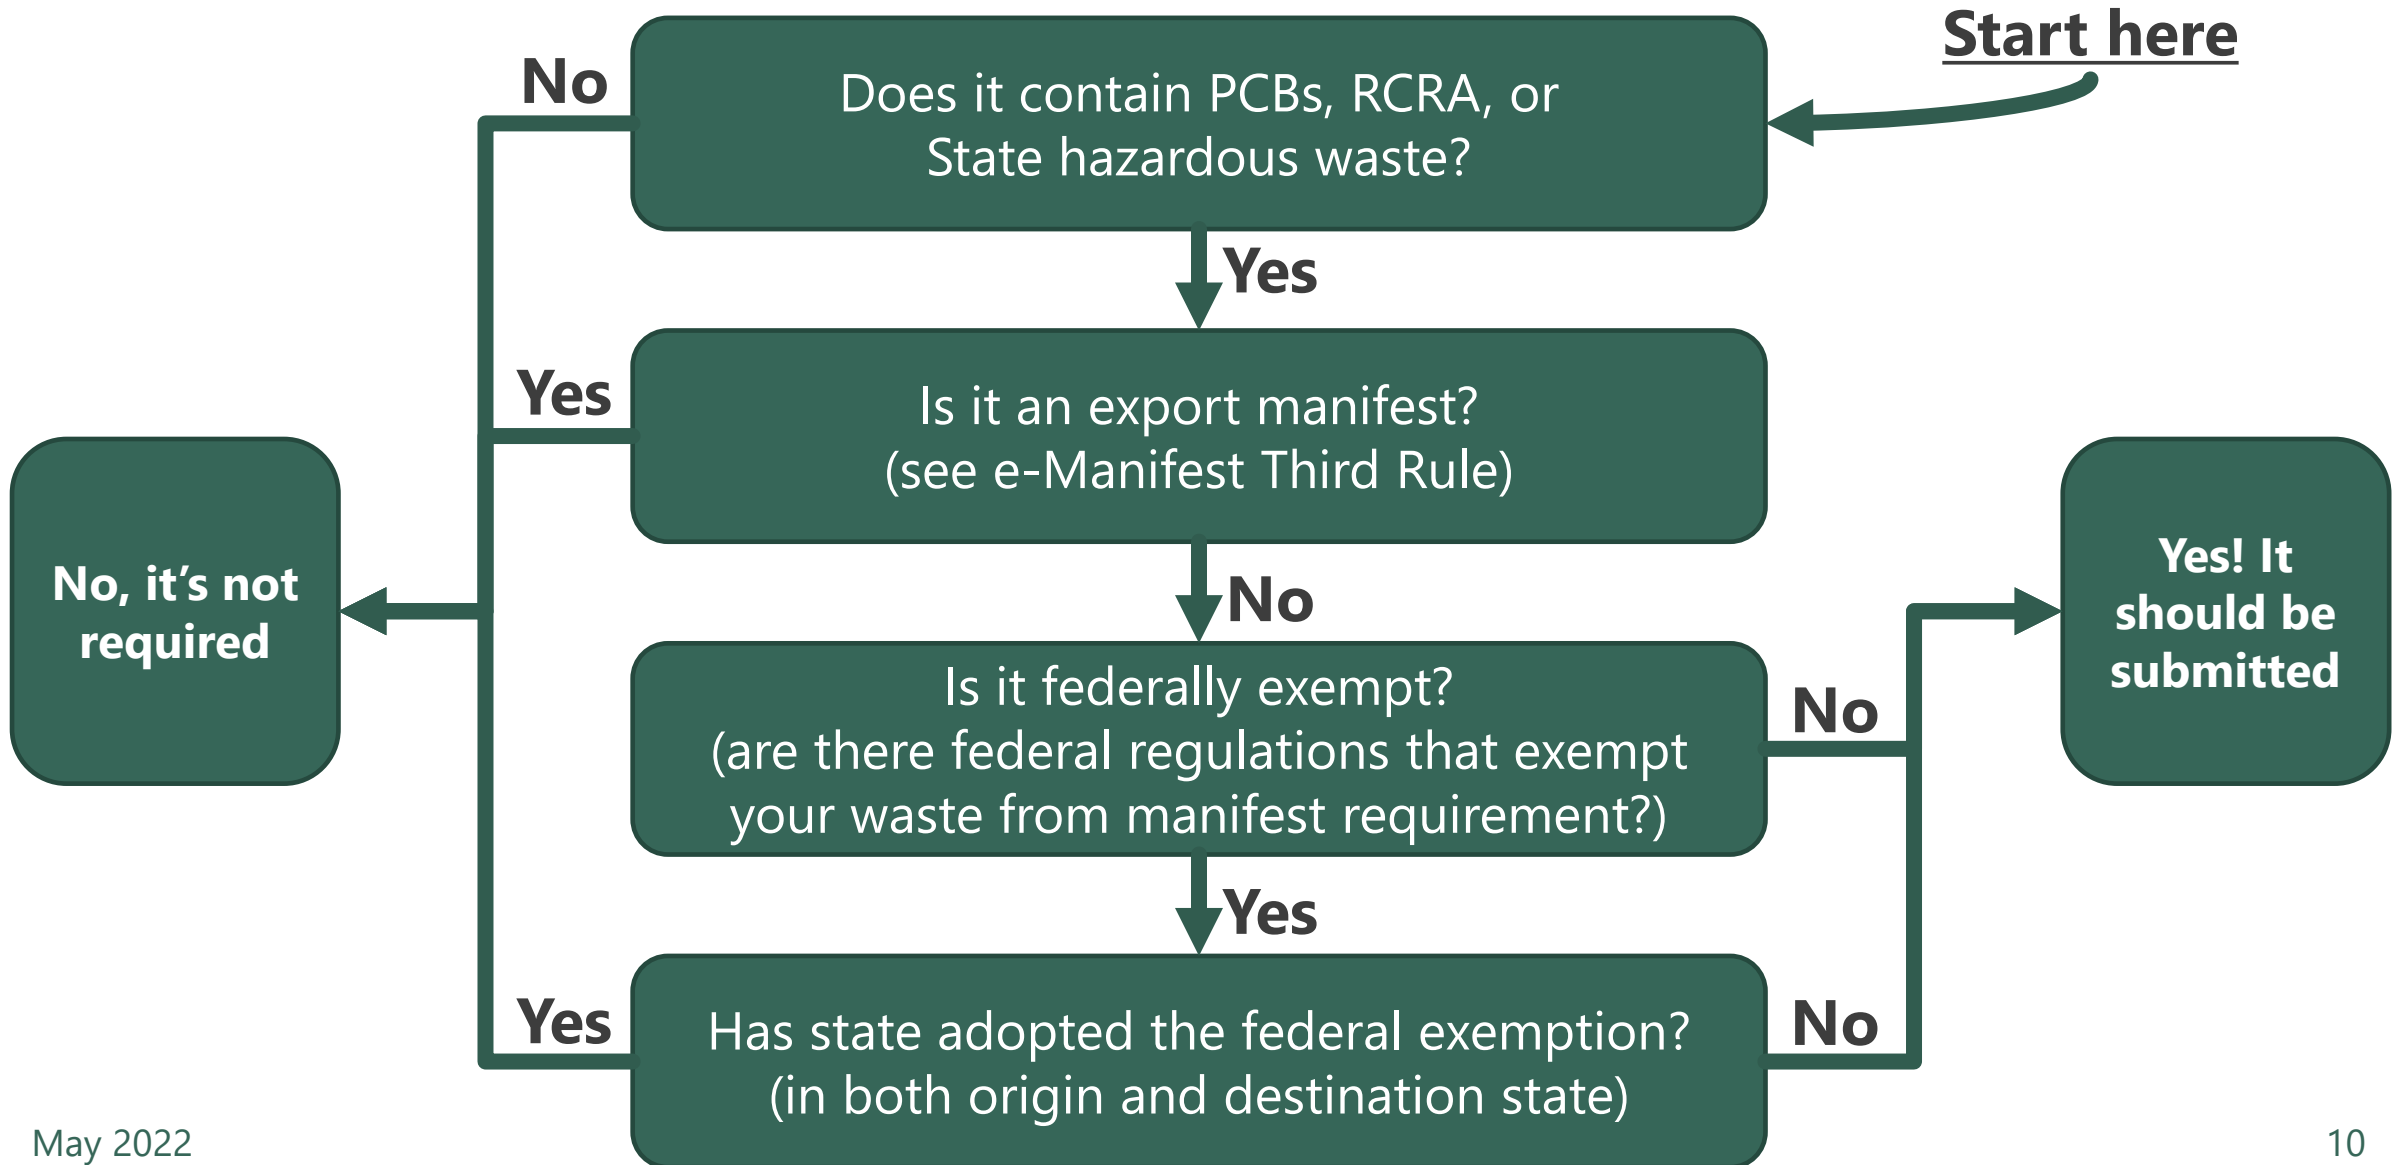 Start here
Does it contain PCBs, RCRA, or
State hazardous waste?
No
Yes
Is it an export manifest?
(see e-Manifest Third Rule)
Yes
No
Is it federally exempt?
(are there federal regulations that exempt
your waste from manifest requirement?)
No
Yes
Has state adopted the federal exemption?
(in both origin and destination state)
Yes
No
No, it’s not
required
Yes! It
should be
submitted
May 2022
10